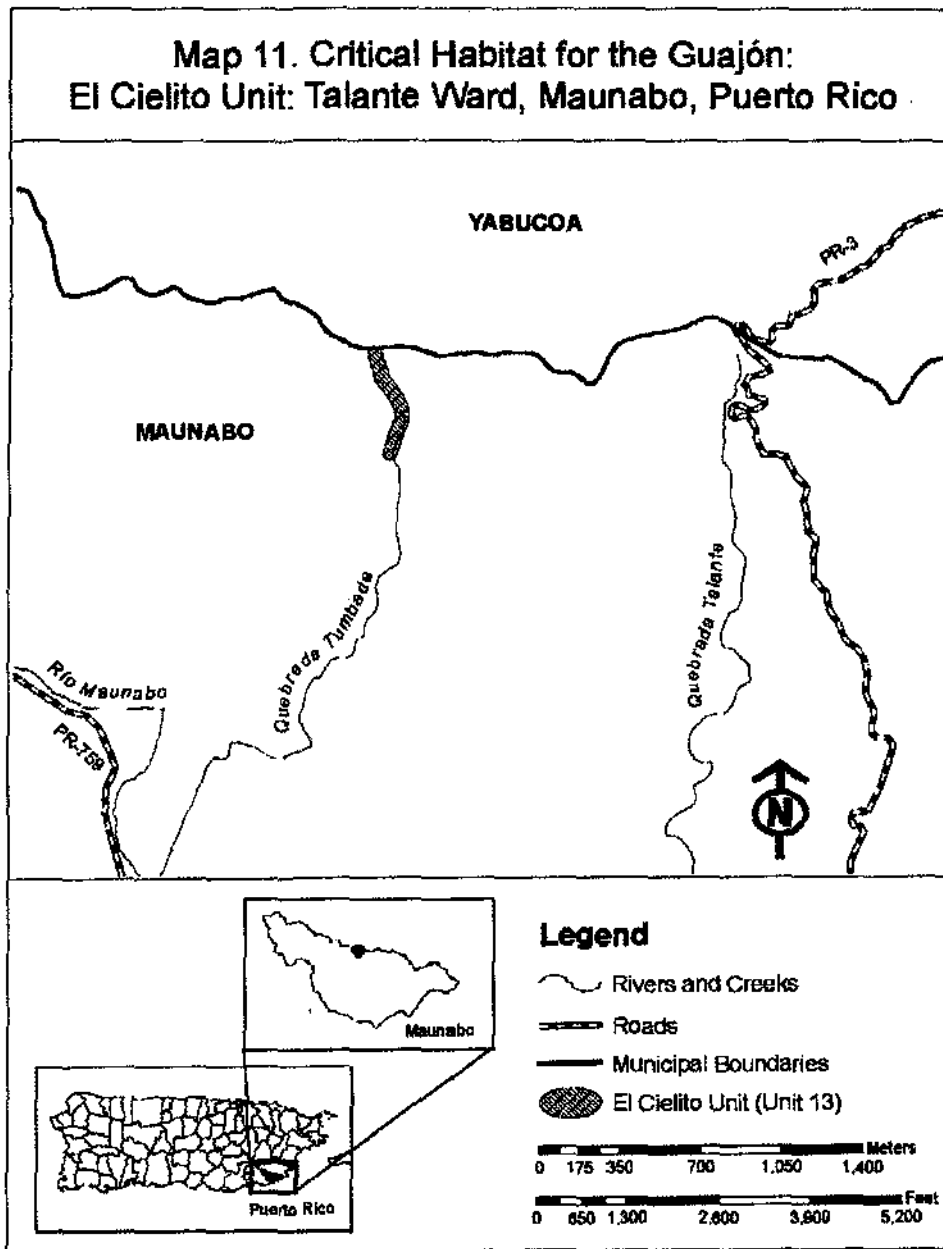 Map 11. Critical Habitat for the Guajón:
El Cielito Unit: Talante Ward, Maunabo, Puerto Rico
YABUCOA
PR-3
MAUNABO
Quebrada Tumbada
Quebrada Talante
Río Maunabo
PR-759
N
Maunabo
Puerto Rico
Legend
Rivers and Creeks
Roads
Municipal Boundaries
El Cielito Unit (Unit 13)
Meters
0 175 350 700 1,050 1,400
Feet
0 650 1,300 2,600 3,900 5,200